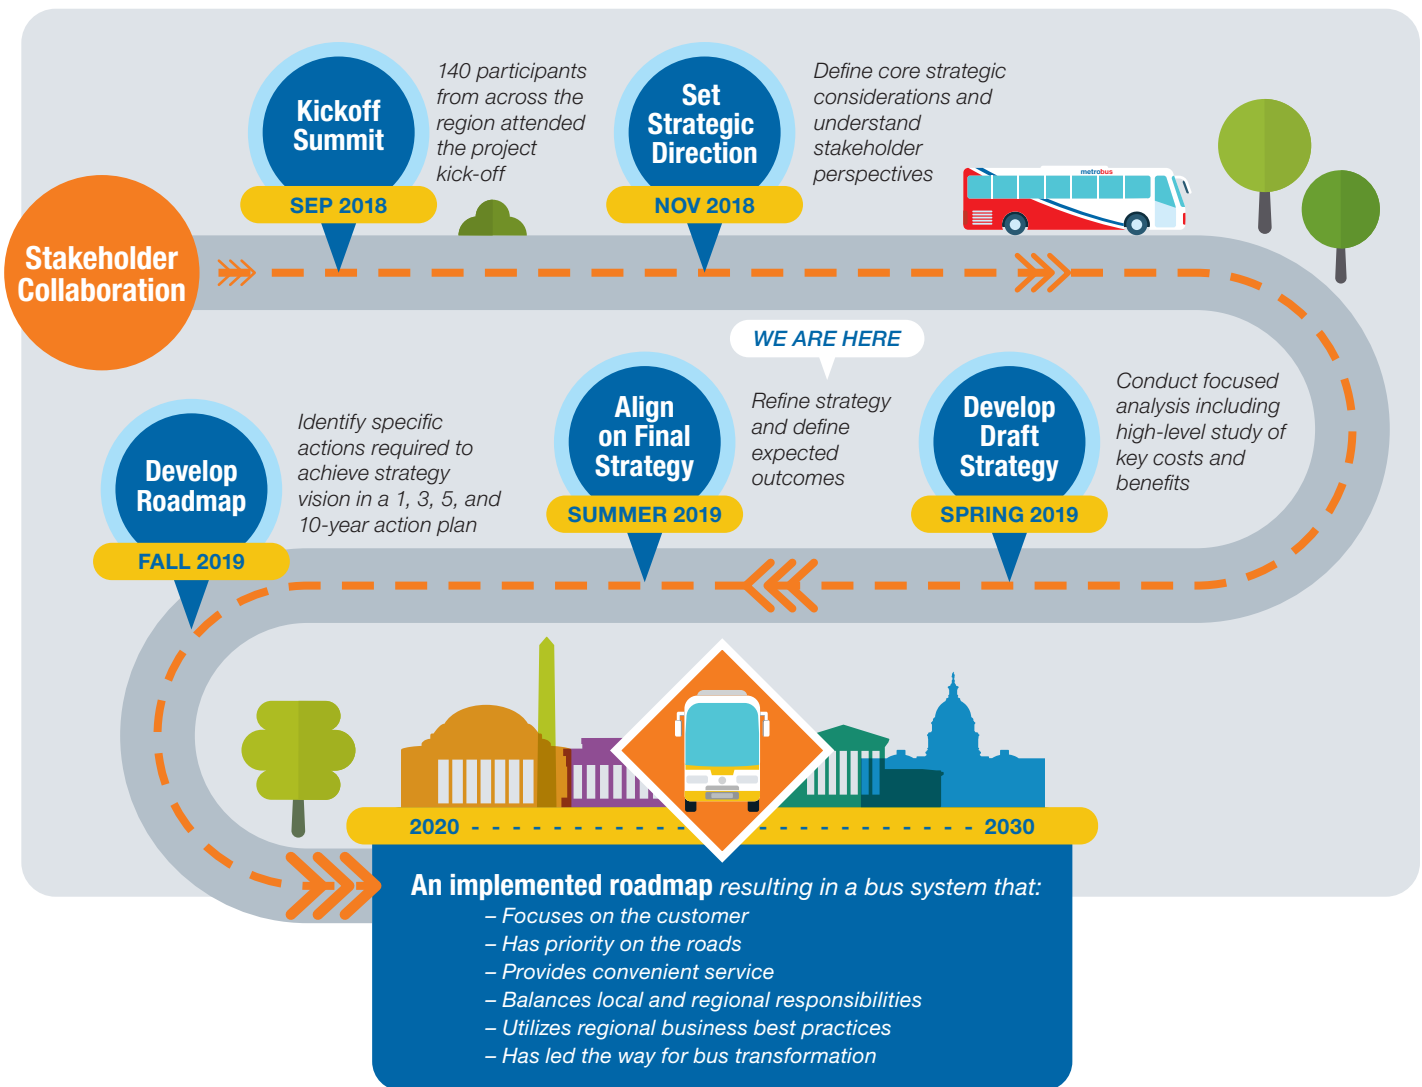 Stakeholder
Collaboration
Kickoff
Summit
SEP 2018
140 participants
from across the
region attended
the project
kick-off
Set
Strategic
Direction
NOV 2018
Define core strategic
considerations and
understand
stakeholder
perspectives
metrobus
Develop
Draft
Strategy
SPRING 2019
Conduct focused
analysis including
high-level study of
key costs and
benefits
WE ARE HERE
Align
on Final
Strategy
SUMMER 2019
Refine strategy
and define
expected
outcomes
Develop
Roadmap
FALL 2019
Identify specific
actions required to
achieve strategy
vision in a 1, 3, 5, and
10-year action plan
2020 - - - - - - - - - - - - - - - - - - - - - - - - 2030
An implemented roadmap resulting in a bus system that:
– Focuses on the customer
– Has priority on the roads
– Provides convenient service
– Balances local and regional responsibilities
– Utilizes regional business best practices
– Has led the way for bus transformation